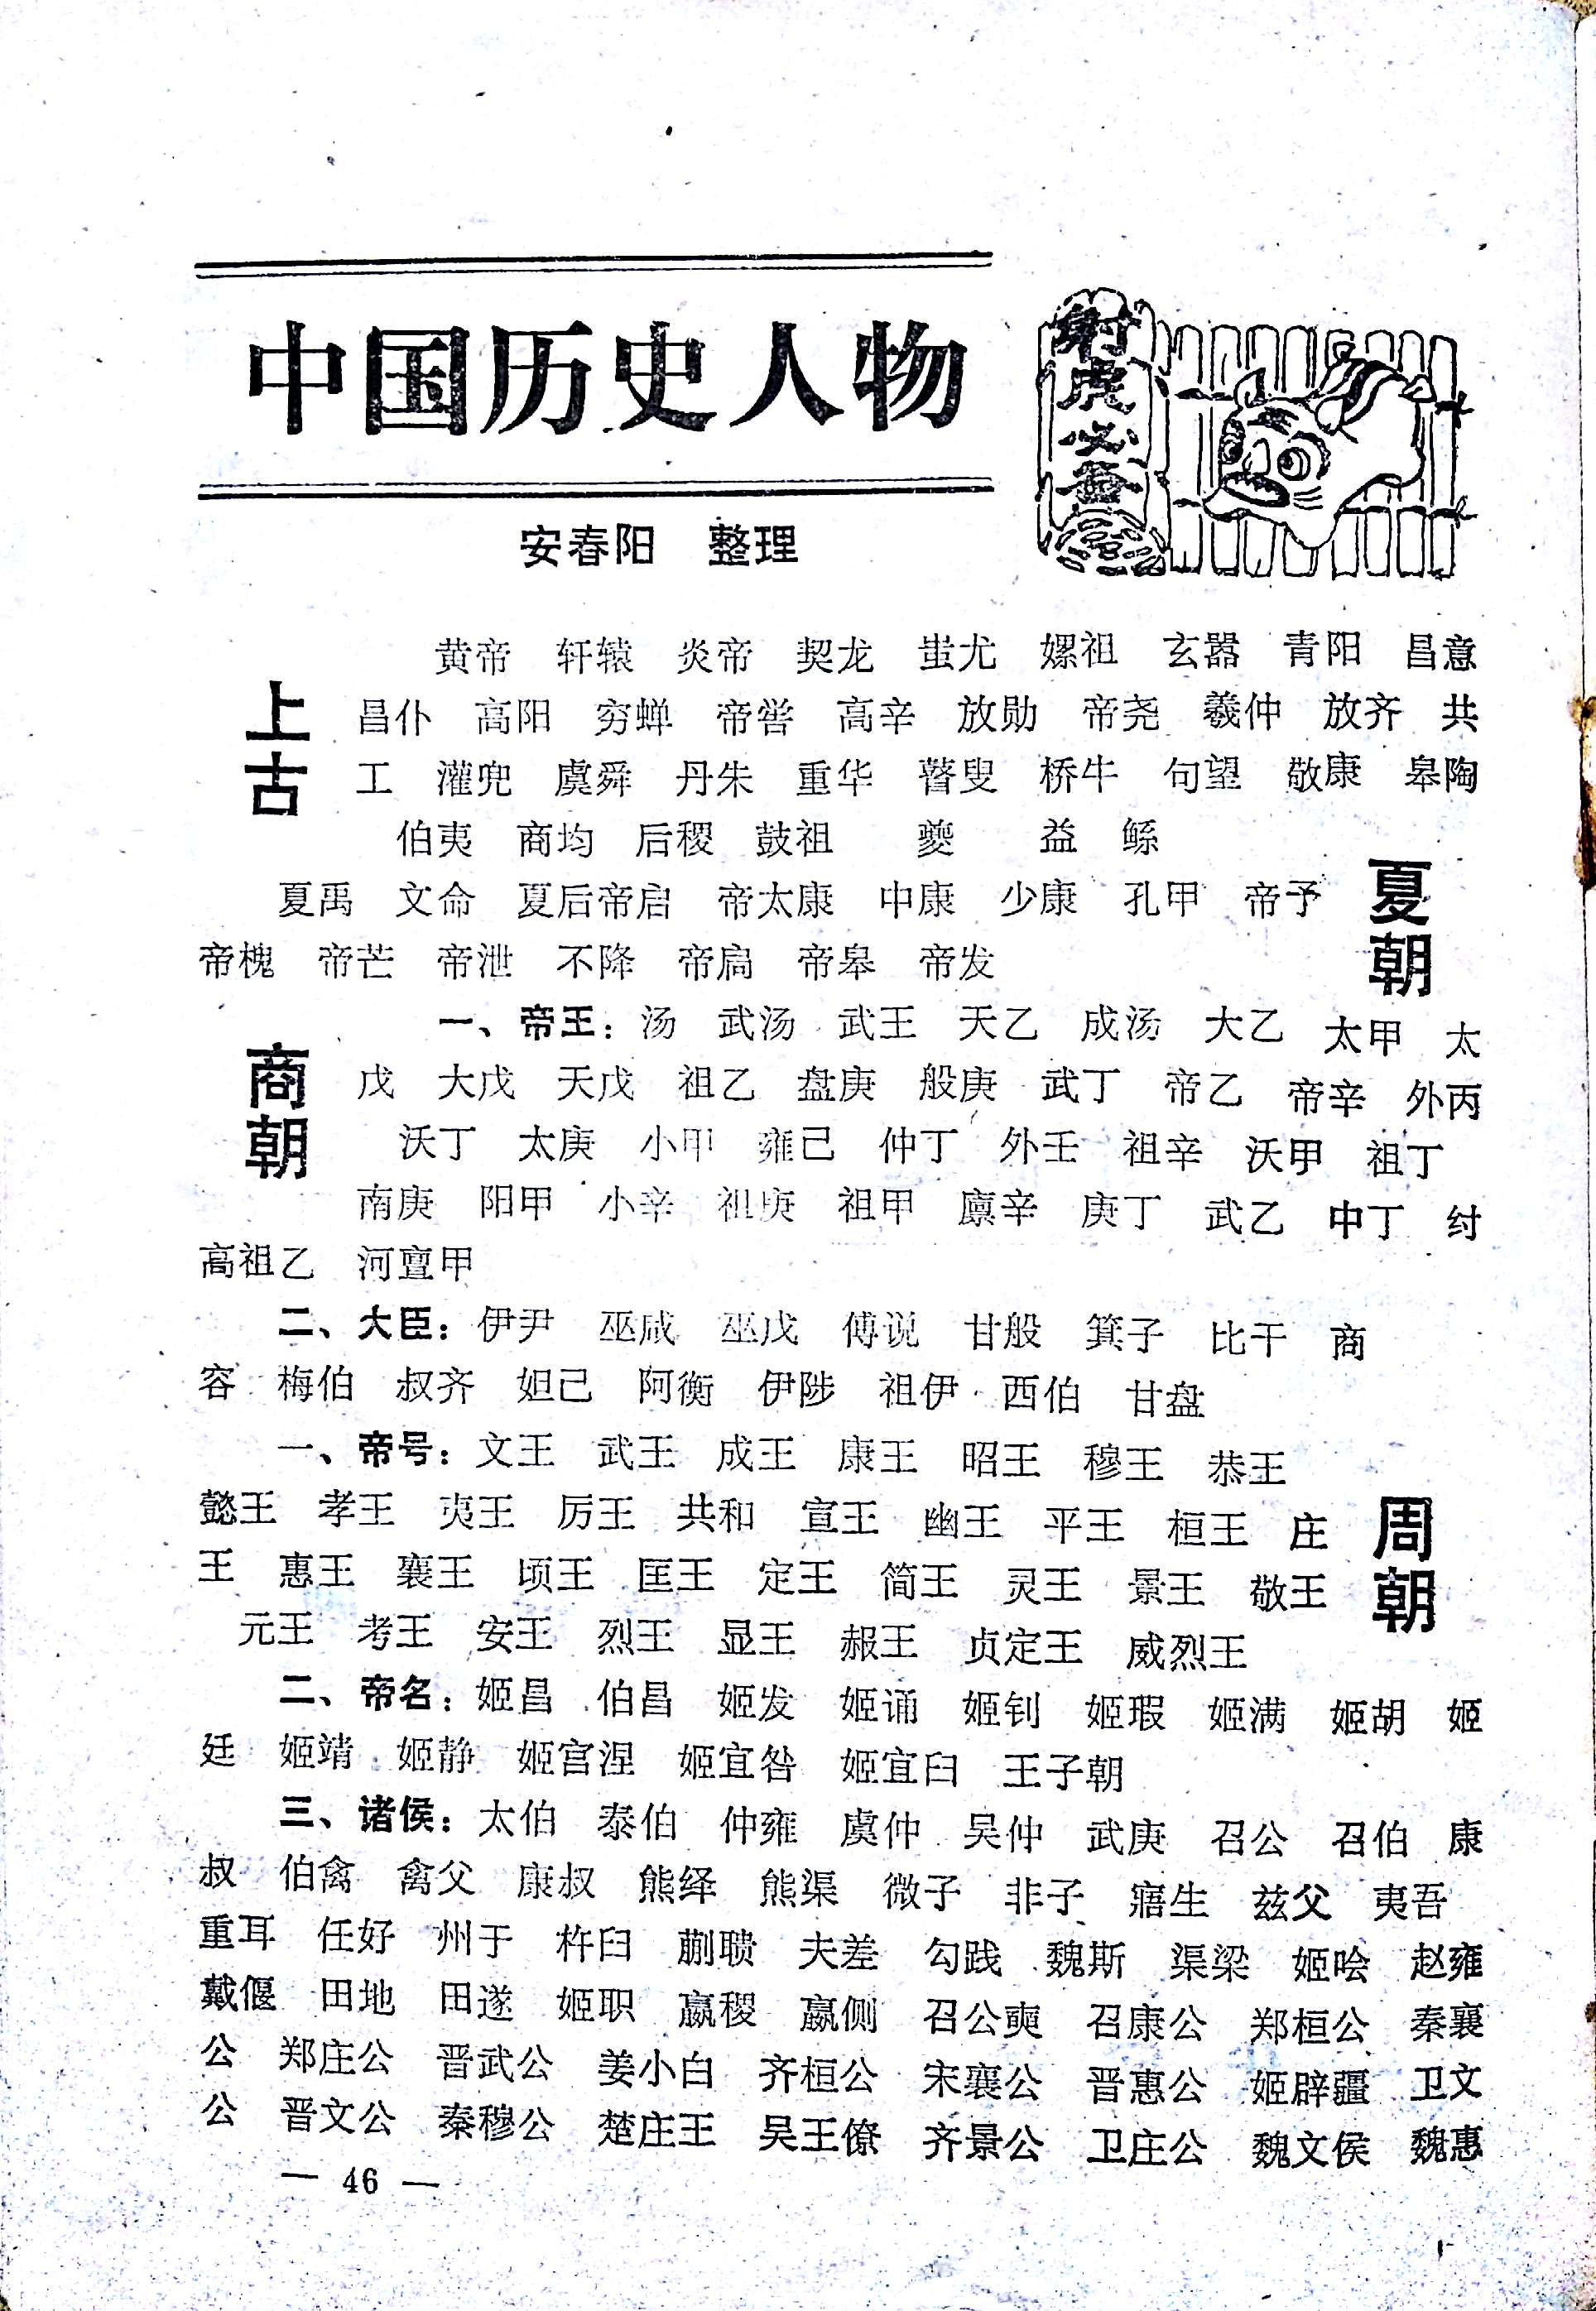 中国历史人物
射虎必备
安春阳 整理
上古
黄帝 轩辕 炎帝 契龙 蚩尤 嫘祖 玄嚣 青阳 昌意
昌仆 高阳 穷蝉 帝喾 高辛 放勋 帝尧 羲仲 放齐 共
工 灌兜 虞舜 丹朱 重华 瞽叟 桥牛 句望 敬康 皋陶
伯夷 商均 后稷 鼓祖 夔 益 鲧
夏朝
夏禹 文命 夏后帝启 帝太康 中康 少康 孔甲 帝予
帝槐 帝芒 帝泄 不降 帝扃 帝皋 帝发
商朝
一、帝王：汤 武汤 武王 天乙 成汤 大乙 太甲 太
戊 大戊 天戊 祖乙 盘庚 般庚 武丁 帝乙 帝辛 外丙
沃丁 太庚 小甲 雍己 仲丁 外壬 祖辛 沃甲 祖丁
南庚 阳甲 小辛 祖庚 祖甲 廪辛 庚丁 武乙 中丁 纣
高祖乙 河亶甲
二、大臣：伊尹 巫咸 巫戊 傅说 甘般 箕子 比干 商
容 梅伯 叔齐 妲己 阿衡 伊陟 祖伊 西伯 甘盘
周朝
一、帝号：文王 武王 成王 康王 昭王 穆王 恭王
懿王 孝王 夷王 厉王 共和 宣王 幽王 平王 桓王 庄
王 惠王 襄王 顷王 匡王 定王 简王 灵王 景王 敬王
元王 考王 安王 烈王 显王 赧王 贞定王 威烈王
二、帝名：姬昌 伯昌 姬发 姬诵 姬钊 姬瑕 姬满 姬胡 姬
廷 姬靖 姬静 姬宫涅 姬宜咎 姬宜臼 王子朝
三、诸侯：太伯 泰伯 仲雍 虞仲 吴仲 武庚 召公 召伯 康
叔 伯禽 禽父 康叔 熊绎 熊渠 微子 非子 寤生 兹父 夷吾
重耳 任好 州于 杵臼 蒯聩 夫差 勾践 魏斯 渠梁 姬哙 赵雍
戴偃 田地 田遂 姬职 嬴稷 嬴侧 召公奭 召康公 郑桓公 秦襄
公 郑庄公 晋武公 姜小白 齐桓公 宋襄公 晋惠公 姬辟疆 卫文
公 晋文公 秦穆公 楚庄王 吴王僚 齐景公 卫庄公 魏文侯 魏惠
— 46 —